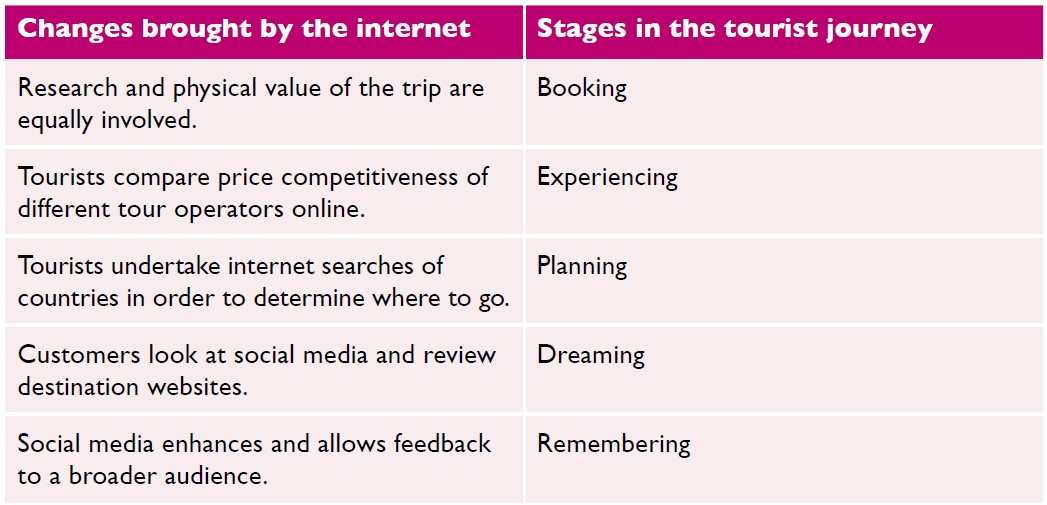 Changes brought by the internet
Stages in the tourist journey
Research and physical value of the trip are
equally involved.
Booking
Tourists compare price competitiveness of
different tour operators online.
Experiencing
Tourists undertake internet searches of
countries in order to determine where to go.
Planning
Customers look at social media and review
destination websites.
Dreaming
Social media enhances and allows feedback
to a broader audience.
Remembering